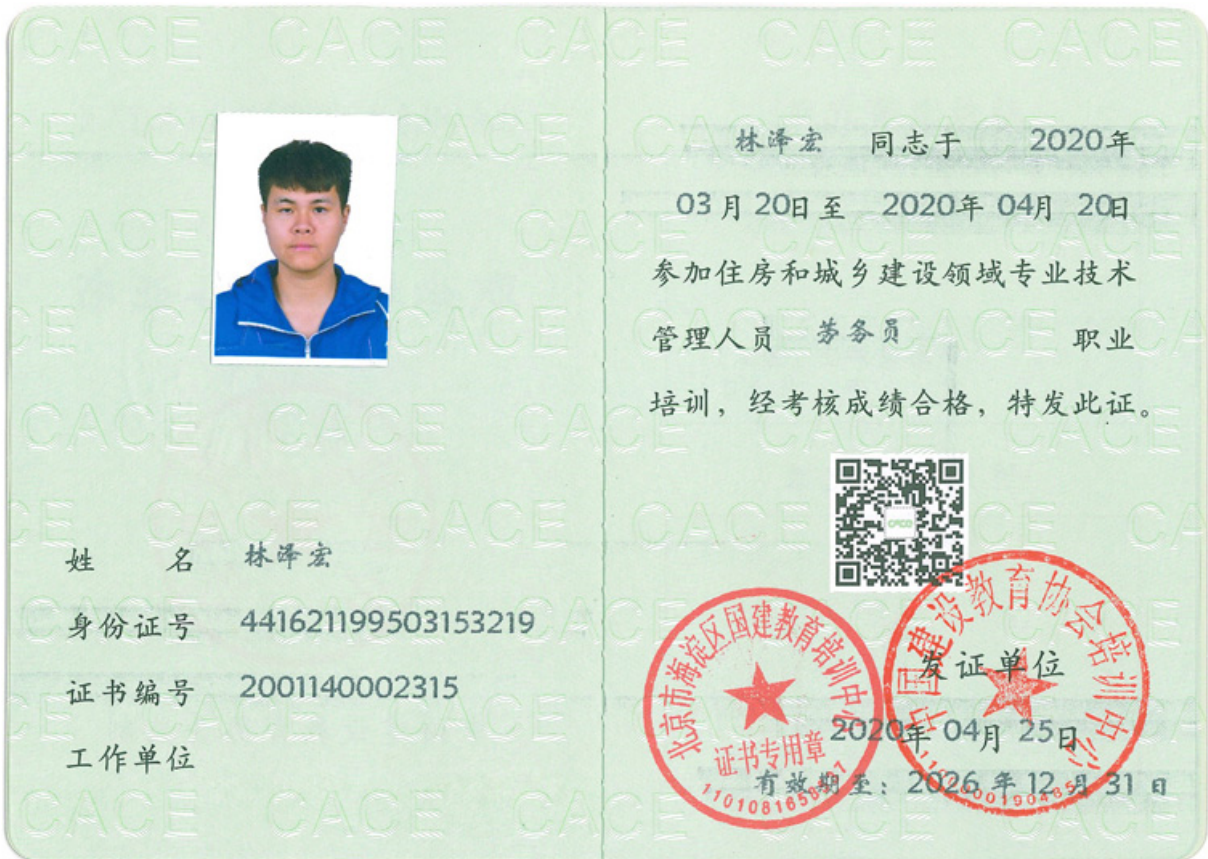 姓 名 林泽宏
身份证号 441621199503153219
证书编号 2001140002315
工作单位
林泽宏 同志于 2020年
03月20日至 2020年04月20日
参加住房和城乡建设领域专业技术
管理人员 劳务员 职业
培训，经考核成绩合格，特发此证。
CACE
北京市海淀区国建教育培训中心
证书专用章
中国建设教育协会培训中心
发证单位
2020年04月25日
有效期至：2026年12月31日